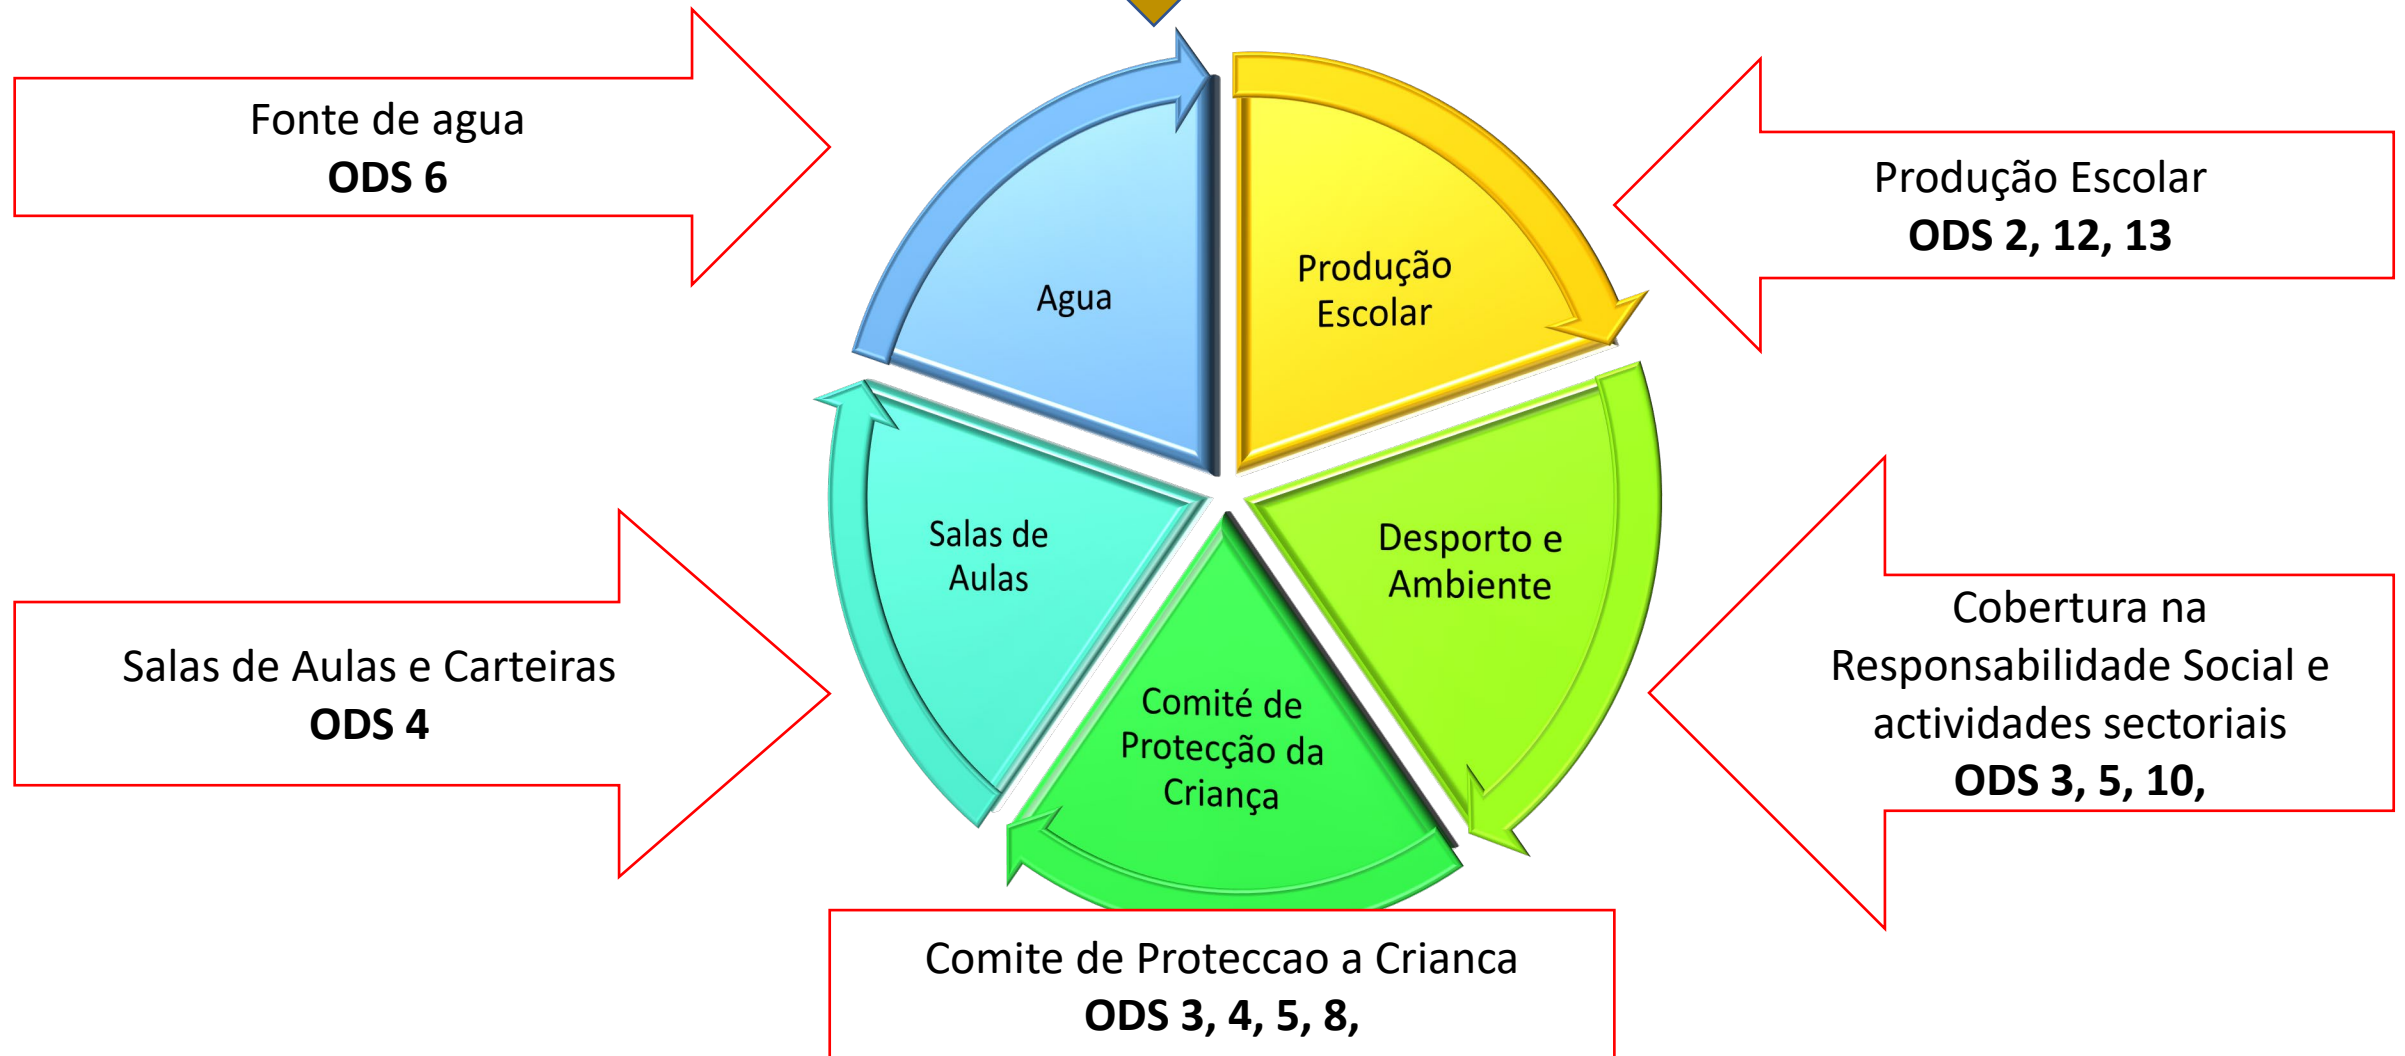 Fonte de agua
ODS 6
Produção Escolar
ODS 2, 12, 13
Agua
Produção
Escolar
Salas de
Aulas
Desporto e
Ambiente
Comité de
Protecção da
Criança
Salas de Aulas e Carteiras
ODS 4
Cobertura na
Responsabilidade Social e
actividades sectoriais
ODS 3, 5, 10,
Comite de Proteccao a Crianca
ODS 3, 4, 5, 8,